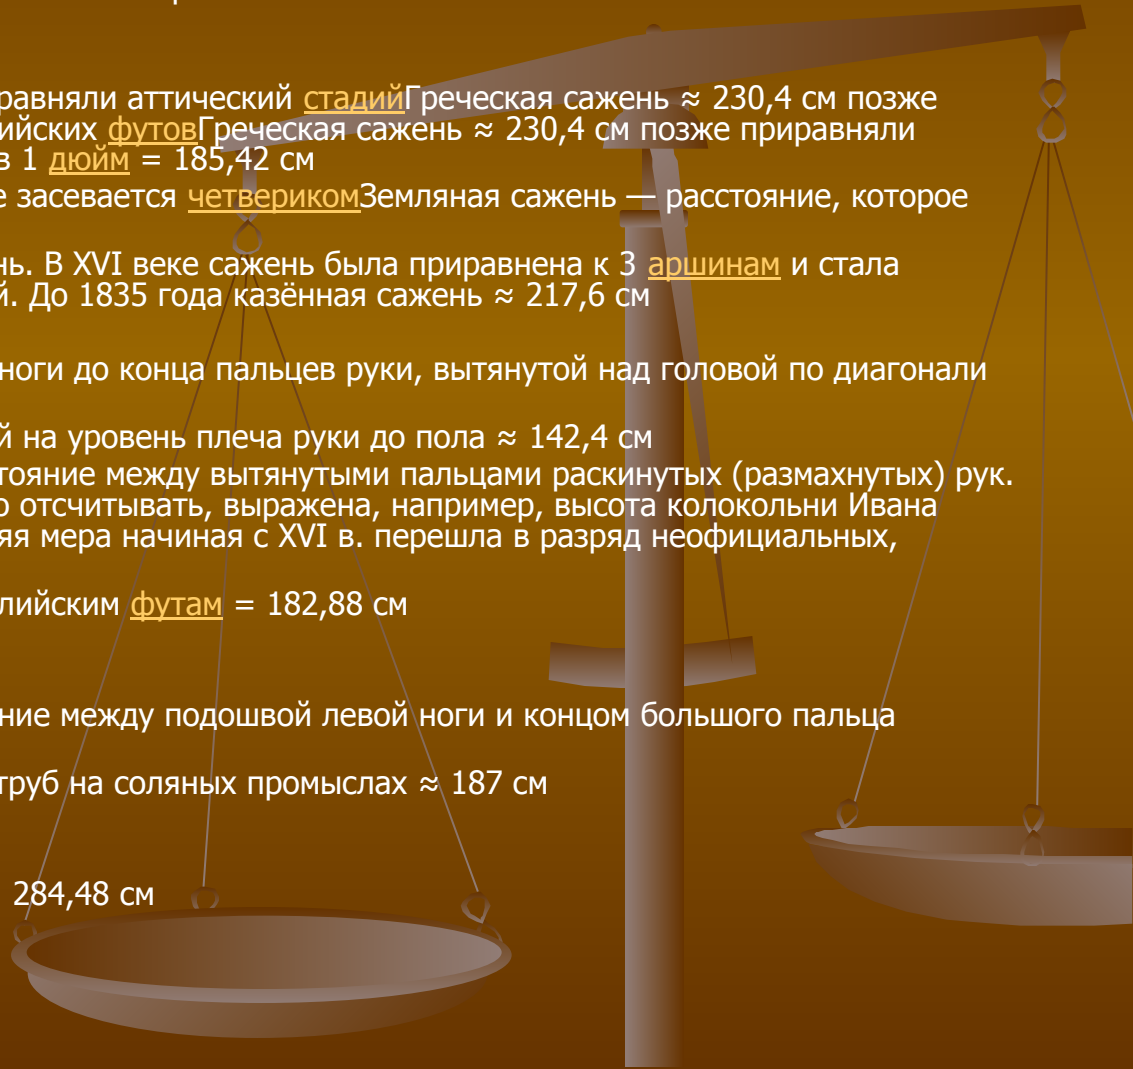 равняли аттический стадийГреческая сажень ≈ 230,4 см позже
ийских футовГреческая сажень ≈ 230,4 см позже приравняли
в 1 дюйм = 185,42 см
е засевается четверикомЗемляная сажень — расстояние, которое
нь. В XVI веке сажень была приравнена к 3 аршинам и стала
й. До 1835 года казённая сажень ≈ 217,6 см
ноги до конца пальцев руки, вытянутой над головой по диагонали
й на уровень плеча руки до пола ≈ 142,4 см
тояние между вытянутыми пальцами раскинутых (размахнутых) рук.
о отсчитывать, выражена, например, высота колокольни Ивана
яя мера начиная с XVI в. перешла в разряд неофициальных,
лийским футам = 182,88 см
ние между подошвой левой ноги и концом большого пальца
труб на соляных промыслах ≈ 187 см
284,48 см